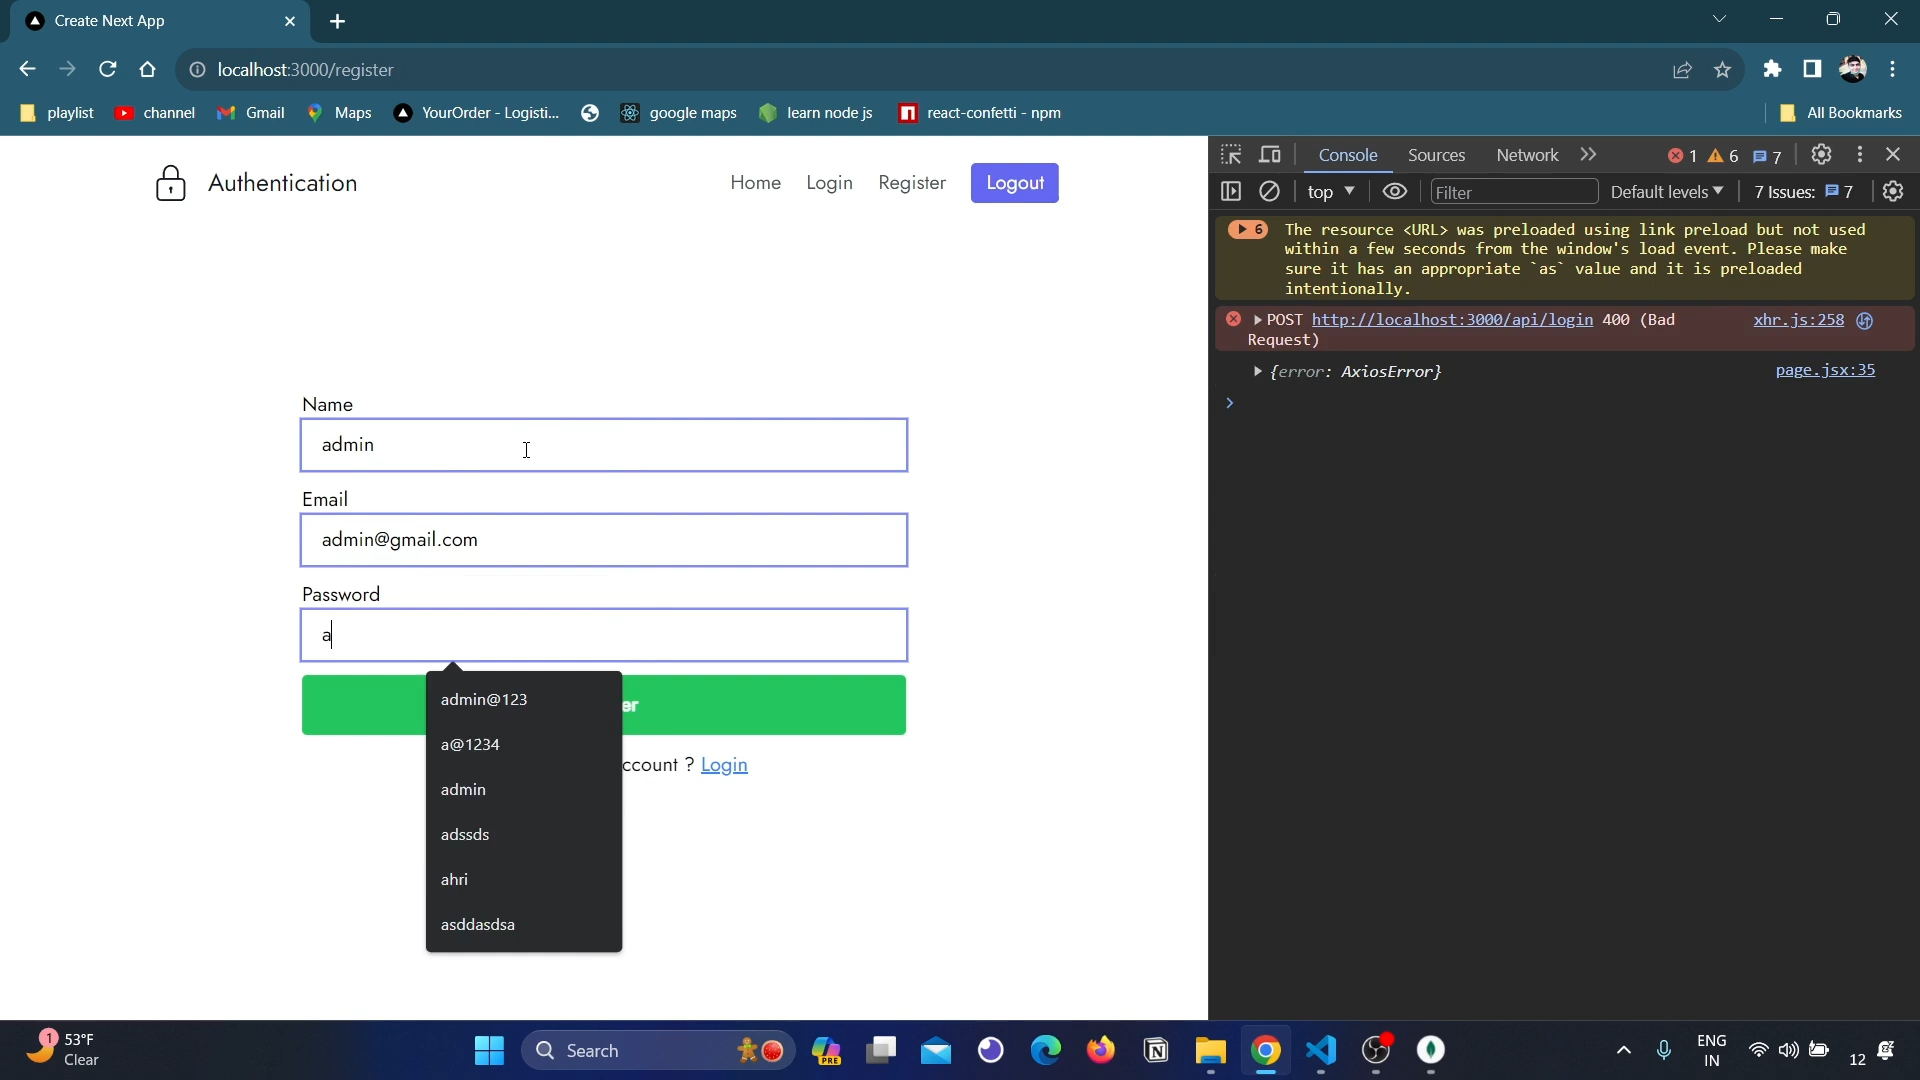 Create Next App
localhost:3000/register
playlist
channel
Gmail
Maps
YourOrder - Logisti...
google maps
learn node js
react-confetti - npm
All Bookmarks
Authentication
Home
Login
Register
Logout
Name
admin
Email
admin@gmail.com
Password
a
er
ccount ? Login
admin@123
a@1234
admin
adssds
ahri
asddasdsa
Console
Sources
Network
1
6
7
top
Filter
Default levels
7 Issues: 7
6
The resource <URL> was preloaded using link preload but not used
within a few seconds from the window's load event. Please make
sure it has an appropriate `as` value and it is preloaded
intentionally.
POST http://localhost:3000/api/login 400 (Bad
Request)
xhr.js:258
{error: AxiosError}
page.jsx:35
1
53°F
Clear
Search
PRE
ENG
IN
12